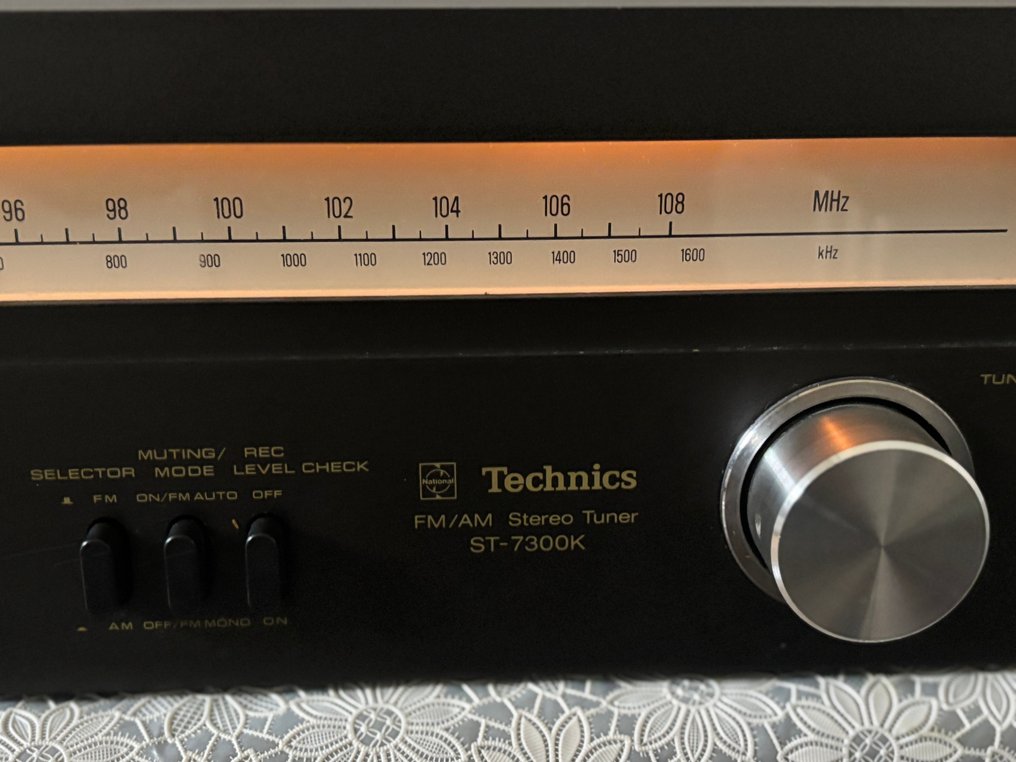 96 98 100 102 104 106 108 MHz
800 900 1000 1100 1200 1300 1400 1500 1600 kHz
TUN
MUTING/ REC
SELECTOR MODE LEVEL CHECK
FM ON/FM AUTO OFF
National Technics
FM/AM Stereo Tuner
ST-7300K
AM OFF/FM MONO ON